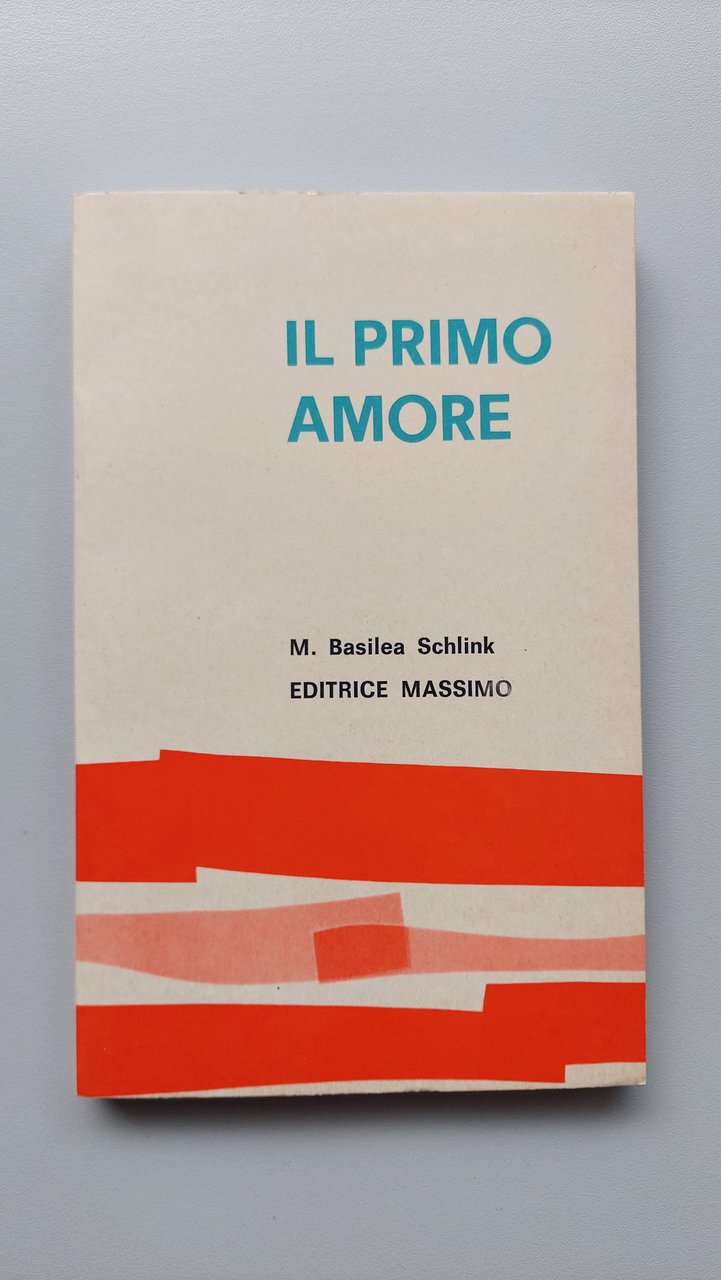 IL PRIMO
AMORE
M. Basilea Schlink
EDITRICE MASSIMO